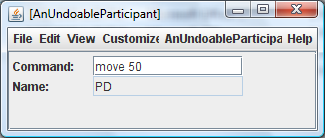 [AnUndoableParticipant]
File Edit View Customize AnUndoableParticipa Help
Command: move 50
Name: PD